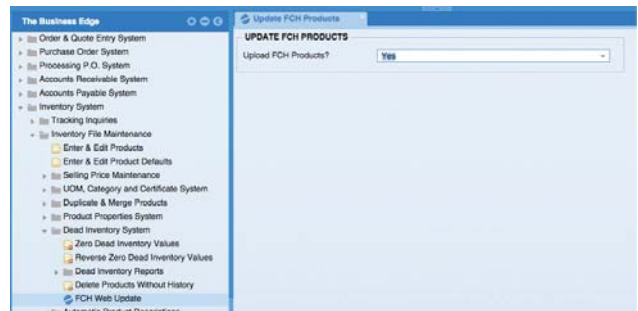 The Business Edge
Order & Quote Entry System
Purchase Order System
Processing P.O. System
Accounts Receivable System
Accounts Payable System
Inventory System
Tracking Inquiries
Inventory File Maintenance
Enter & Edit Products
Enter & Edit Product Defaults
Selling Price Maintenance
UOM, Category and Certificate System
Duplicate & Merge Products
Product Properties System
Dead Inventory System
Zero Dead Inventory Values
Reverse Zero Dead Inventory Values
Dead Inventory Reports
Delete Products Without History
FCH Web Update
Automatic Product Descriptions
Update FCH Products
UPDATE FCH PRODUCTS
Upload FCH Products?
Yes